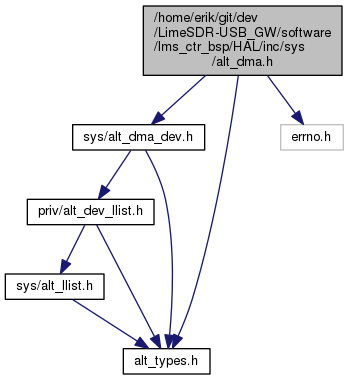 /home/erik/git/dev
/LimeSDR-USB_GW/software
/lms_ctr_bsp/HAL/inc/sys
/alt_dma.h
sys/alt_dma_dev.h
errno.h
priv/alt_dev_llist.h
sys/alt_llist.h
alt_types.h